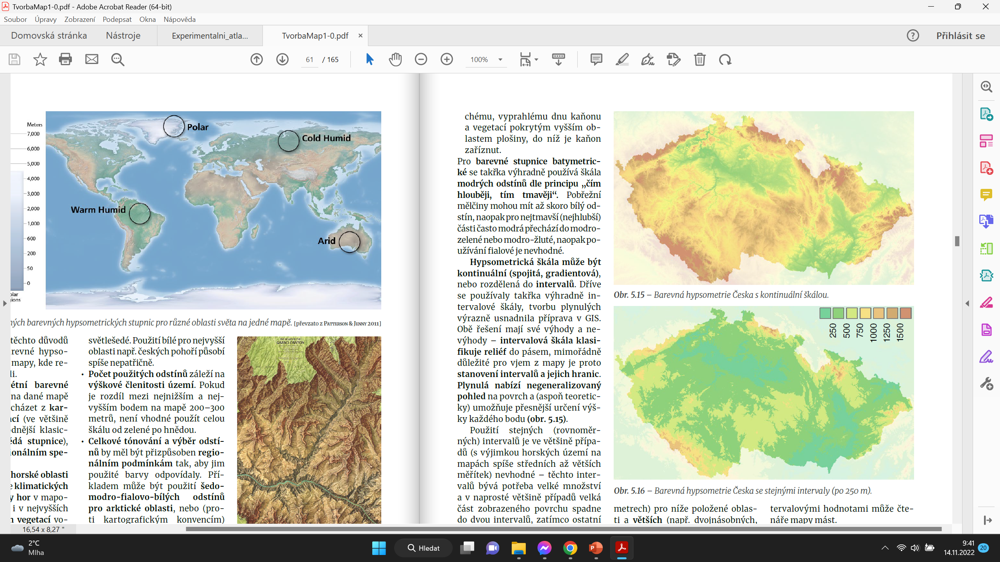 TvorbaMap1-0.pdf - Adobe Acrobat Reader (64-bit)
Soubor Úpravy Zobrazení Podepsat Okna Nápověda
Domovská stránka Nástroje Experimentalni_atla... TvorbaMap1-0.pdf × ? Přihlásit se
61 / 165 100%
Meters
7,000
6,000
5,000
4,000
3,000
2,000
1,000
600
200
50
0
Polar
Cold Humid
Warm Humid
Arid
ných barevných hypsometrických stupnic pro různé oblasti světa na jedné mapě. [převzato z Patterson & Jenny 2011]
těchto důvodů
revné hypso-
mapy, kde re-
li.
étní barevné
na dané mapě
cházet z kar-
ací (ve většině
odnější klasic-
ědá stupnice),
ionálním spe-
horské oblasti
e klimatických
y hor v mapo-
i v nejvyšších
n vegetací vo-
světlešedé. Použití bílé pro nejvyšší
oblasti např. českých pohoří působí
spíše nepatřičně.
• Počet použitých odstínů záleží na
výškové členitosti území. Pokud
je rozdíl mezi nejnižším a nej-
vyšším bodem na mapě 200–300
metrů, není vhodné použít celou
škálu od zelené po hnědou.
• Celkové tónování a výběr odstí-
nů by měl být přizpůsoben regio-
nálním podmínkám tak, aby jim
použité barvy odpovídaly. Pří-
kladem může být použití šedo-
modro-fialovo-bílých odstínů
pro arktické oblasti, nebo (pro-
ti kartografickým konvencím)
THE HEART OF THE
GRAND CANYON
chému, vyprahlému dnu kaňonu
a vegetací pokrytým vyšším ob-
lastem plošiny, do níž je kaňon
zaříznut.
Pro barevné stupnice batymetric-
ké se takřka výhradně používá škála
modrých odstínů dle principu „čím
hlouběji, tím tmavěji“. Pobřežní
mělčiny mohou mít až skoro bílý od-
stín, naopak pro nejtmavší (nejhlubší)
části často modrá přechází do modro-
zelené nebo modro-žluté, naopak po-
užívání fialové je nevhodné.
Hypsometrická škála může být
kontinuální (spojitá, gradientová),
nebo rozdělená do intervalů. Dříve
se používaly takřka výhradně in-
tervalové škály, tvorbu plynulých
výrazně usnadnila příprava v GIS.
Obě řešení mají své výhody a ne-
výhody – intervalová škála klasi-
fikuje reliéf do pásem, mimořádně
důležité pro vjem z mapy je proto
stanovení intervalů a jejich hranic.
Plynulá nabízí negeneralizovaný
pohled na povrch a (aspoň teoretic-
ky) umožňuje přesnější určení výš-
ky každého bodu (obr. 5.15).
Použití stejných (rovnoměr-
ných) intervalů je ve většině přípa-
dů (s výjimkou horských území na
mapách spíše středních až větších
měřítek) nevhodné – těchto inter-
valů bývá potřeba velké množství
a v naprosté většině případů velká
část zobrazeného povrchu spadne
do dvou intervalů, zatímco ostatní
Obr. 5.15 – Barevná hypsometrie Česka s kontinuální škálou.
250
500
750
1000
1250
1500
Obr. 5.16 – Barevná hypsometrie Česka se stejnými intervaly (po 250 m).
metrech) pro níže položené oblas-
ti a větších (např. dvojnásobných,
tervalovými hodnotami může čte-
náře mapy mást.
16,54 x 8,27 "
2°C
Mlha
Hledat
9:41
14.11.2022
20